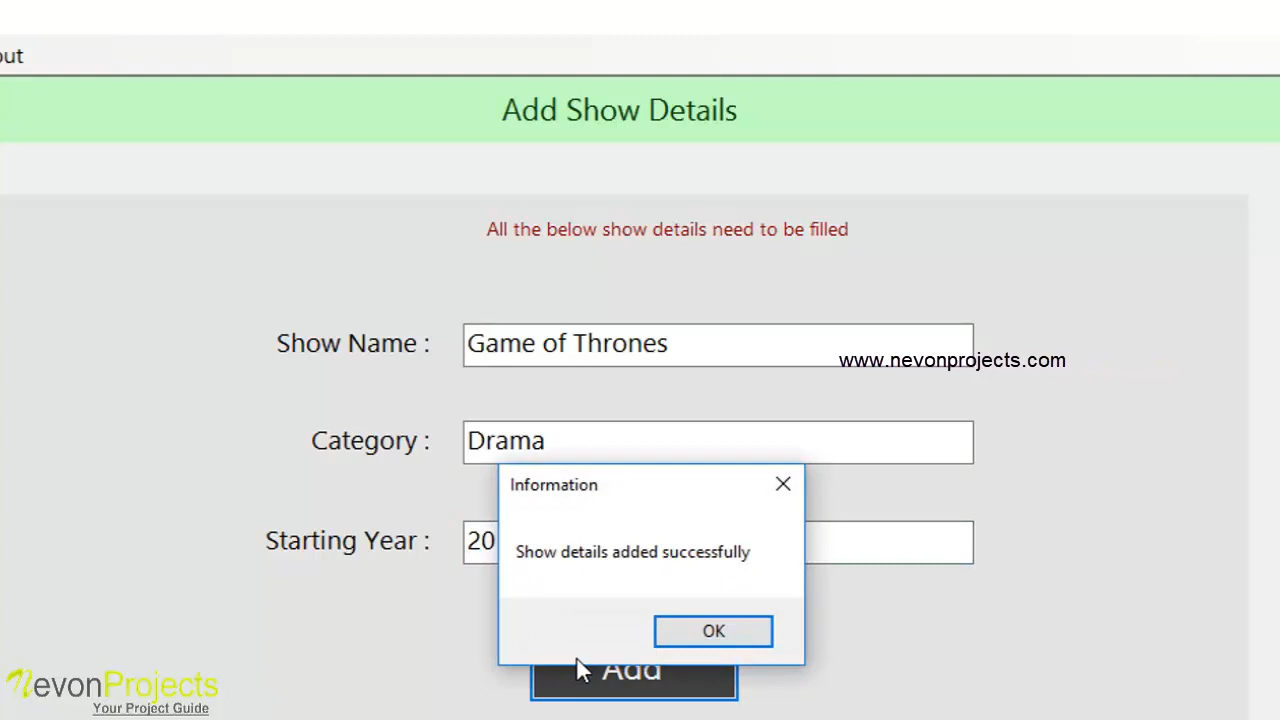 out
Add Show Details
All the below show details need to be filled
Show Name : Game of Thrones
www.nevonprojects.com
Category : Drama
Information
Starting Year : 20
Show details added successfully
OK
Add
NevonProjects
Your Project Guide